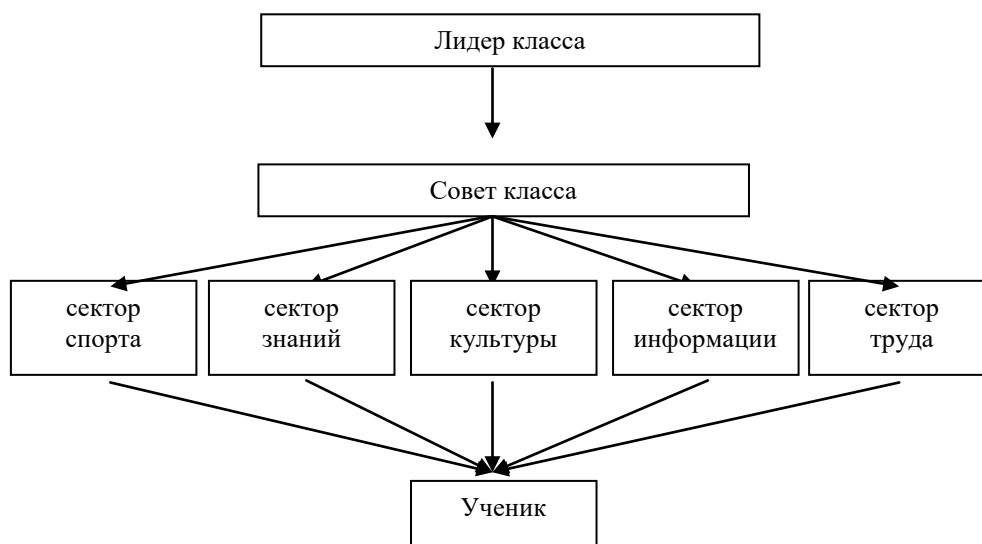 Лидер класса
Совет класса
сектор
спорта
сектор
знаний
сектор
культуры
сектор
информации
сектор
труда
Ученик